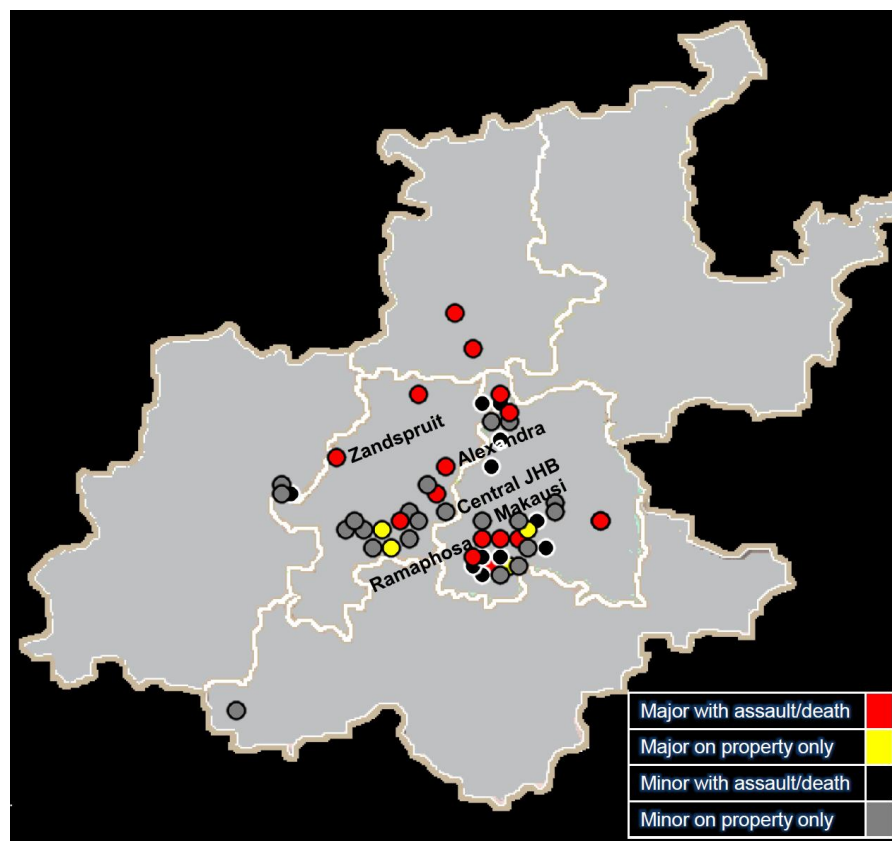 Zandspruit
Alexandra
Central JHB
Makausi
Ramaphosa
Major with assault/death
Major on property only
Minor with assault/death
Minor on property only